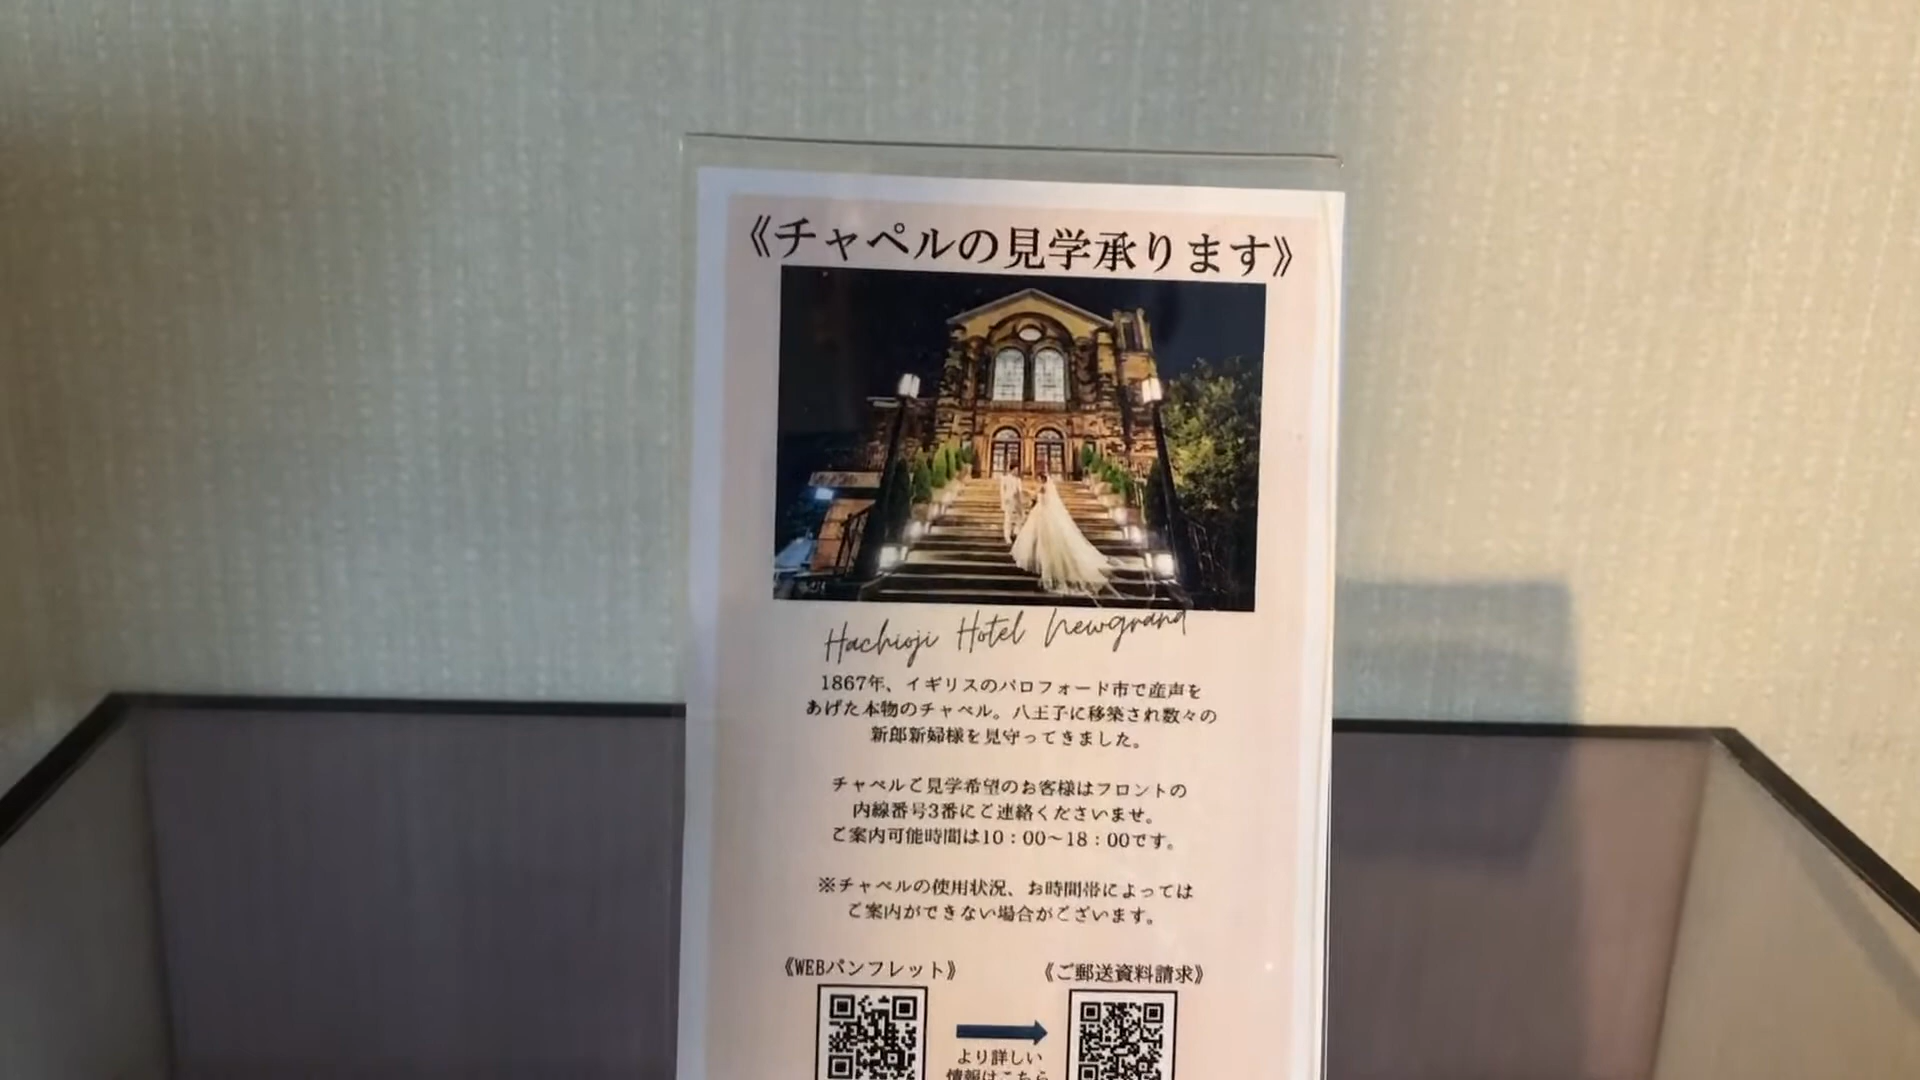 《チャペルの見学承ります》
Hachioji Hotel Newgrand
1867年、イギリスのバロフォード市で産声を
あげた本物のチャペル。八王子に移築され数々の
新郎新婦様を見守ってきました。
チャペルご見学希望のお客様はフロントの
内線番号3番にご連絡くださいませ。
ご案内可能時間は10：00～18：00です。
※チャペルの使用状況、お時間帯によっては
ご案内ができない場合がございます。
《WEBパンフレット》
《ご郵送資料請求》
より詳しい
情報はこちら